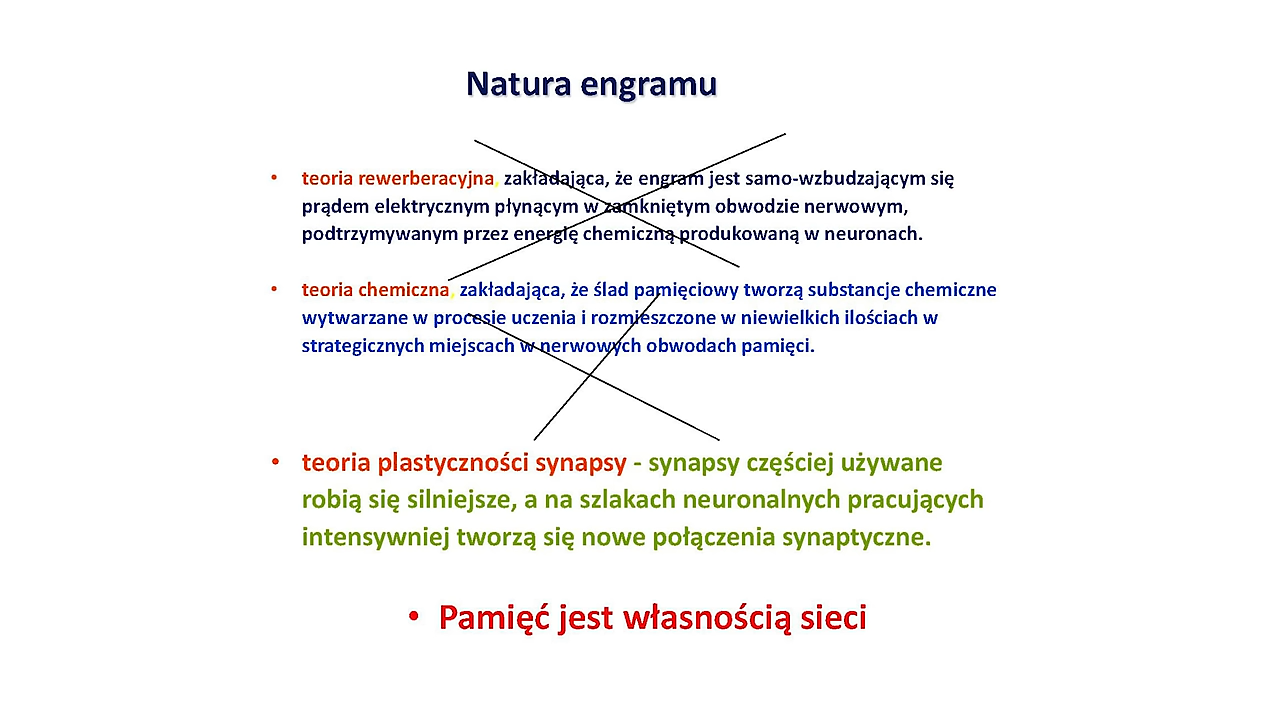 Natura engramu
• teoria rewerberacyjna, zakładająca, że engram jest samo-wzbudzającym się
prądem elektrycznym płynącym w zamkniętym obwodzie nerwowym,
podtrzymywanym przez energię chemiczną produkowaną w neuronach.
• teoria chemiczna, zakładająca, że ślad pamięciowy tworzą substancje chemiczne
wytwarzane w procesie uczenia i rozmieszczone w niewielkich ilościach w
strategicznych miejscach w nerwowych obwodach pamięci.
• teoria plastyczności synapsy - synapsy częściej używane
robią się silniejsze, a na szlakach neuronalnych pracujących
intensywniej tworzą się nowe połączenia synaptyczne.
• Pamięć jest własnością sieci